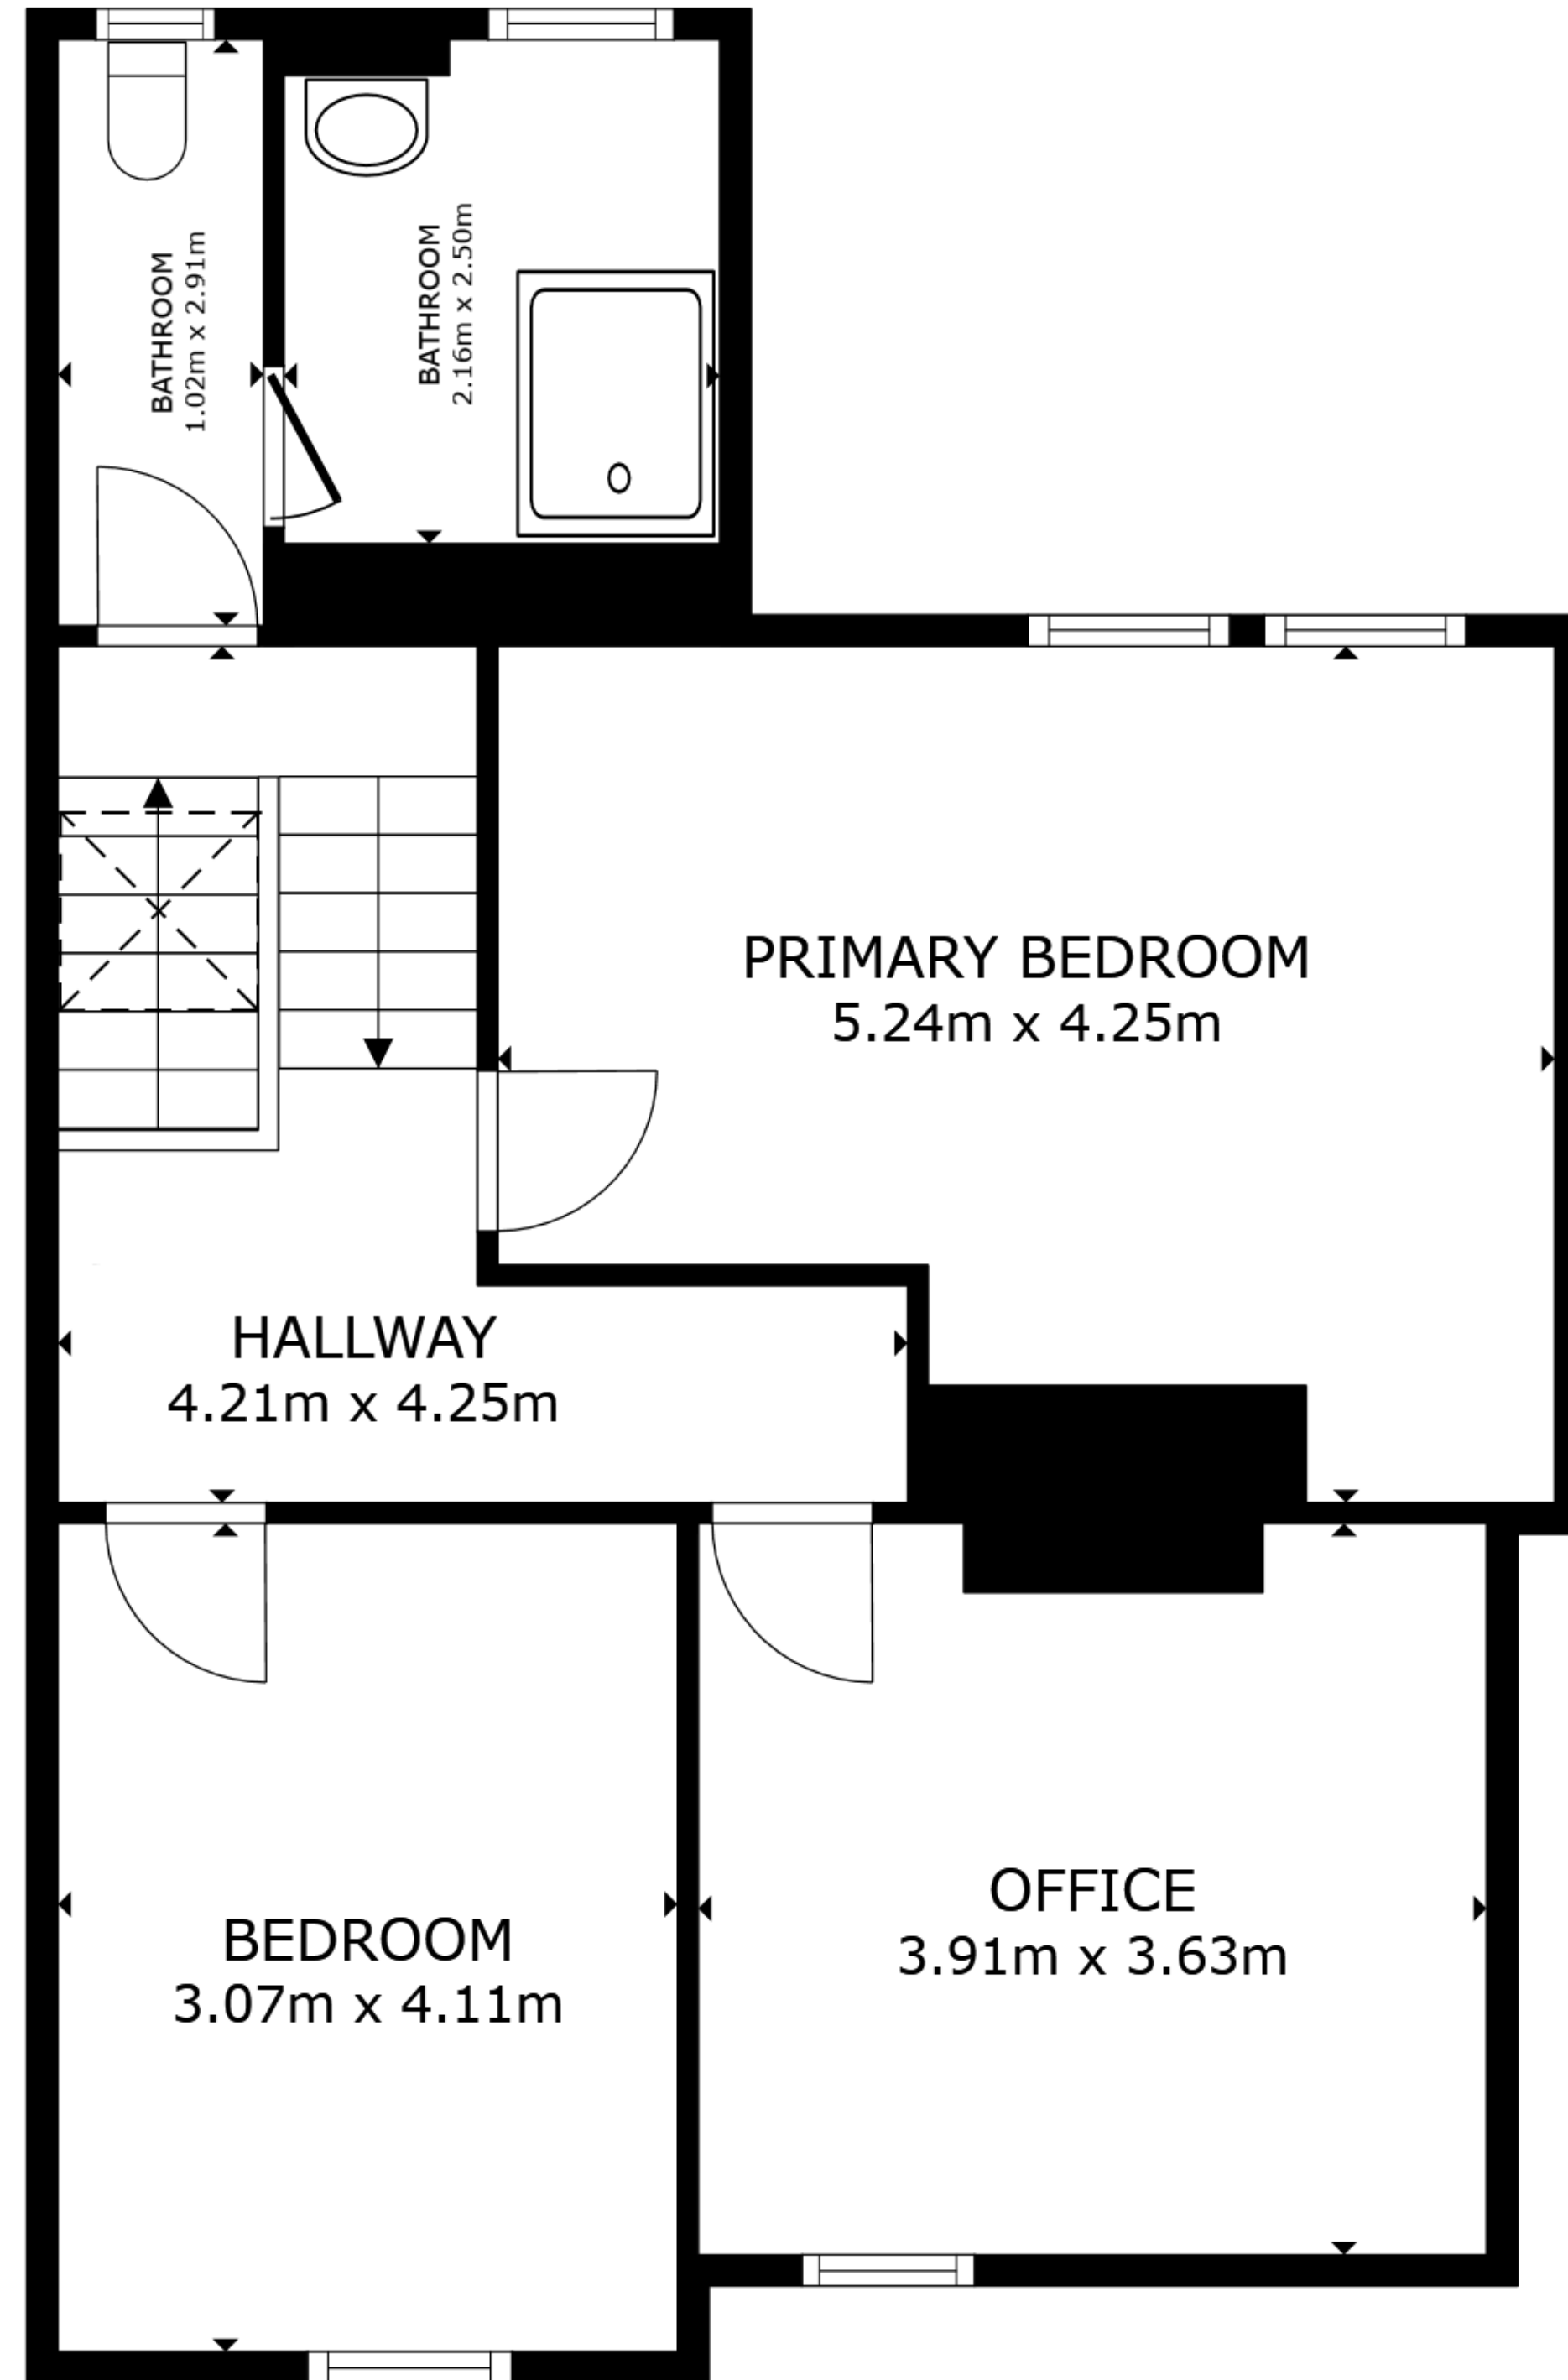 BATHROOM
1.02m x 2.91m
BATHROOM
2.16m x 2.50m
PRIMARY BEDROOM
5.24m x 4.25m
HALLWAY
4.21m x 4.25m
BEDROOM
3.07m x 4.11m
OFFICE
3.91m x 3.63m